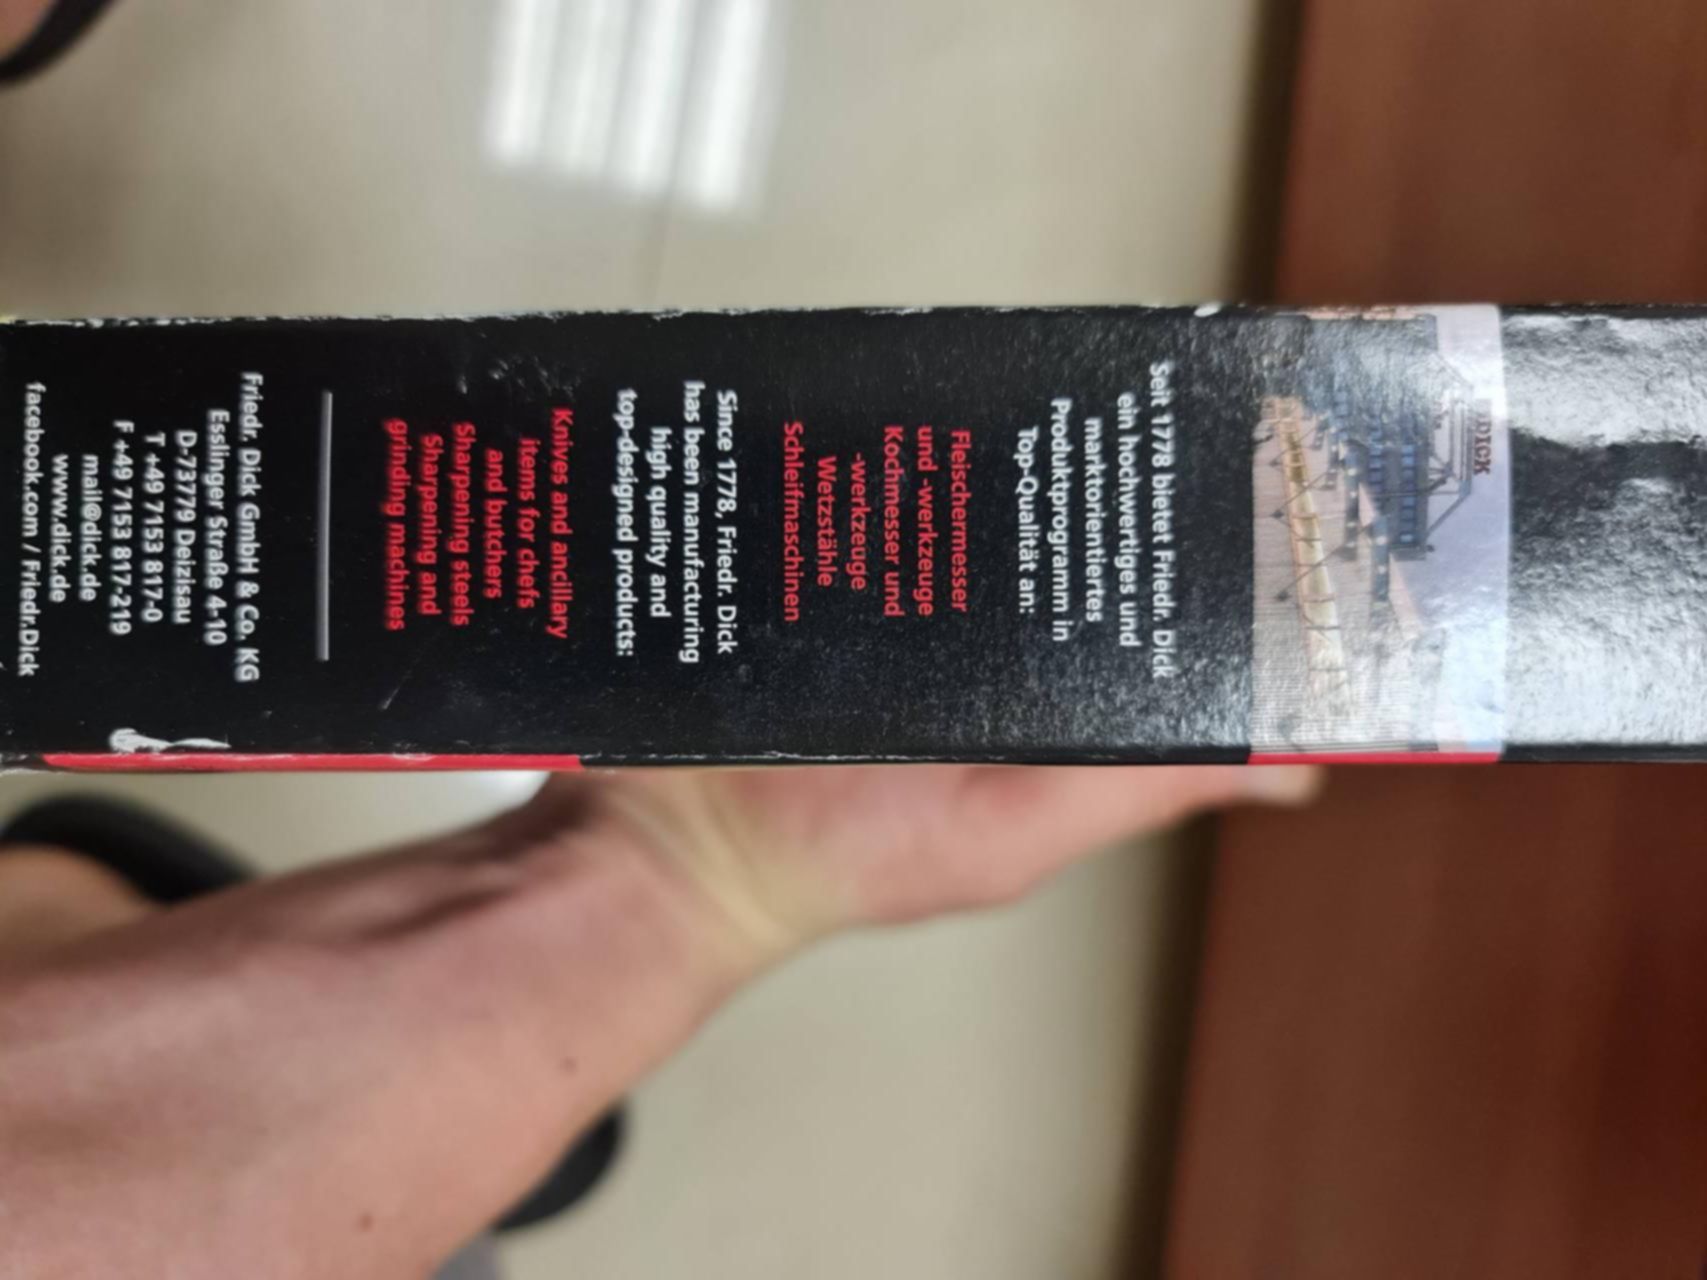 DICK
Seit 1778 bietet Friedr. Dick
ein hochwertiges und
marktorientiertes
Produktprogramm in
Top-Qualität an:
Fleischermesser
und -werkzeuge
Kochmesser und
-werkzeuge
Wetzstähle
Schleifmaschinen
Since 1778, Friedr. Dick
has been manufacturing
high quality and
top-designed products:
Knives and ancillary
items for chefs
and butchers
Sharpening steels
Sharpening and
grinding machines
Friedr. Dick GmbH & Co. KG
Esslinger Straße 4-10
D-73779 Deizisau
T +49 7153 817-0
F +49 7153 817-219
mail@dick.de
www.dick.de
facebook.com / Friedr.Dick